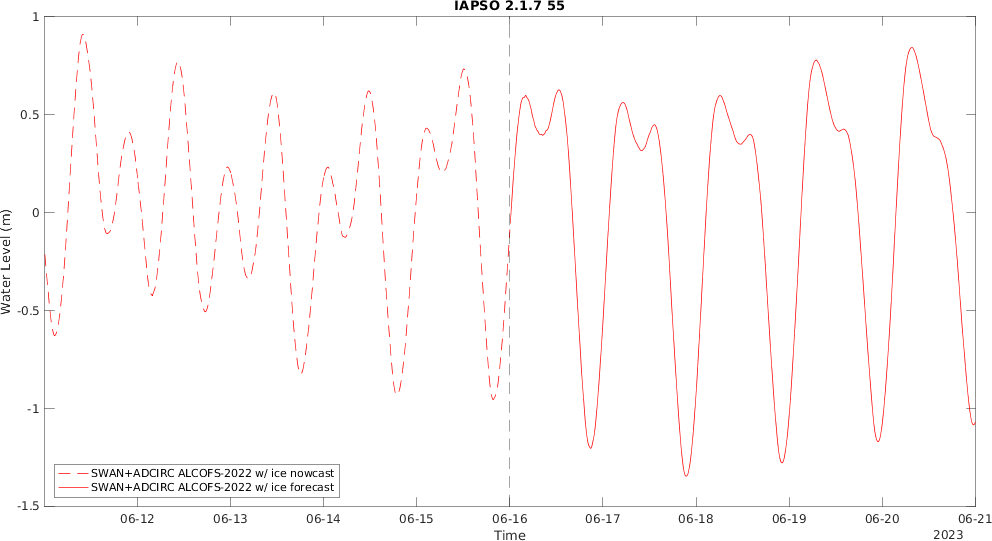 IAPSO 2.1.7 55
Water Level (m)
1
0.5
0
-0.5
-1
-1.5
SWAN+ADCIRC ALCOFS-2022 w/ ice nowcast
SWAN+ADCIRC ALCOFS-2022 w/ ice forecast
06-12 06-13 06-14 06-15 06-16 06-17 06-18 06-19 06-20 06-21
Time
2023